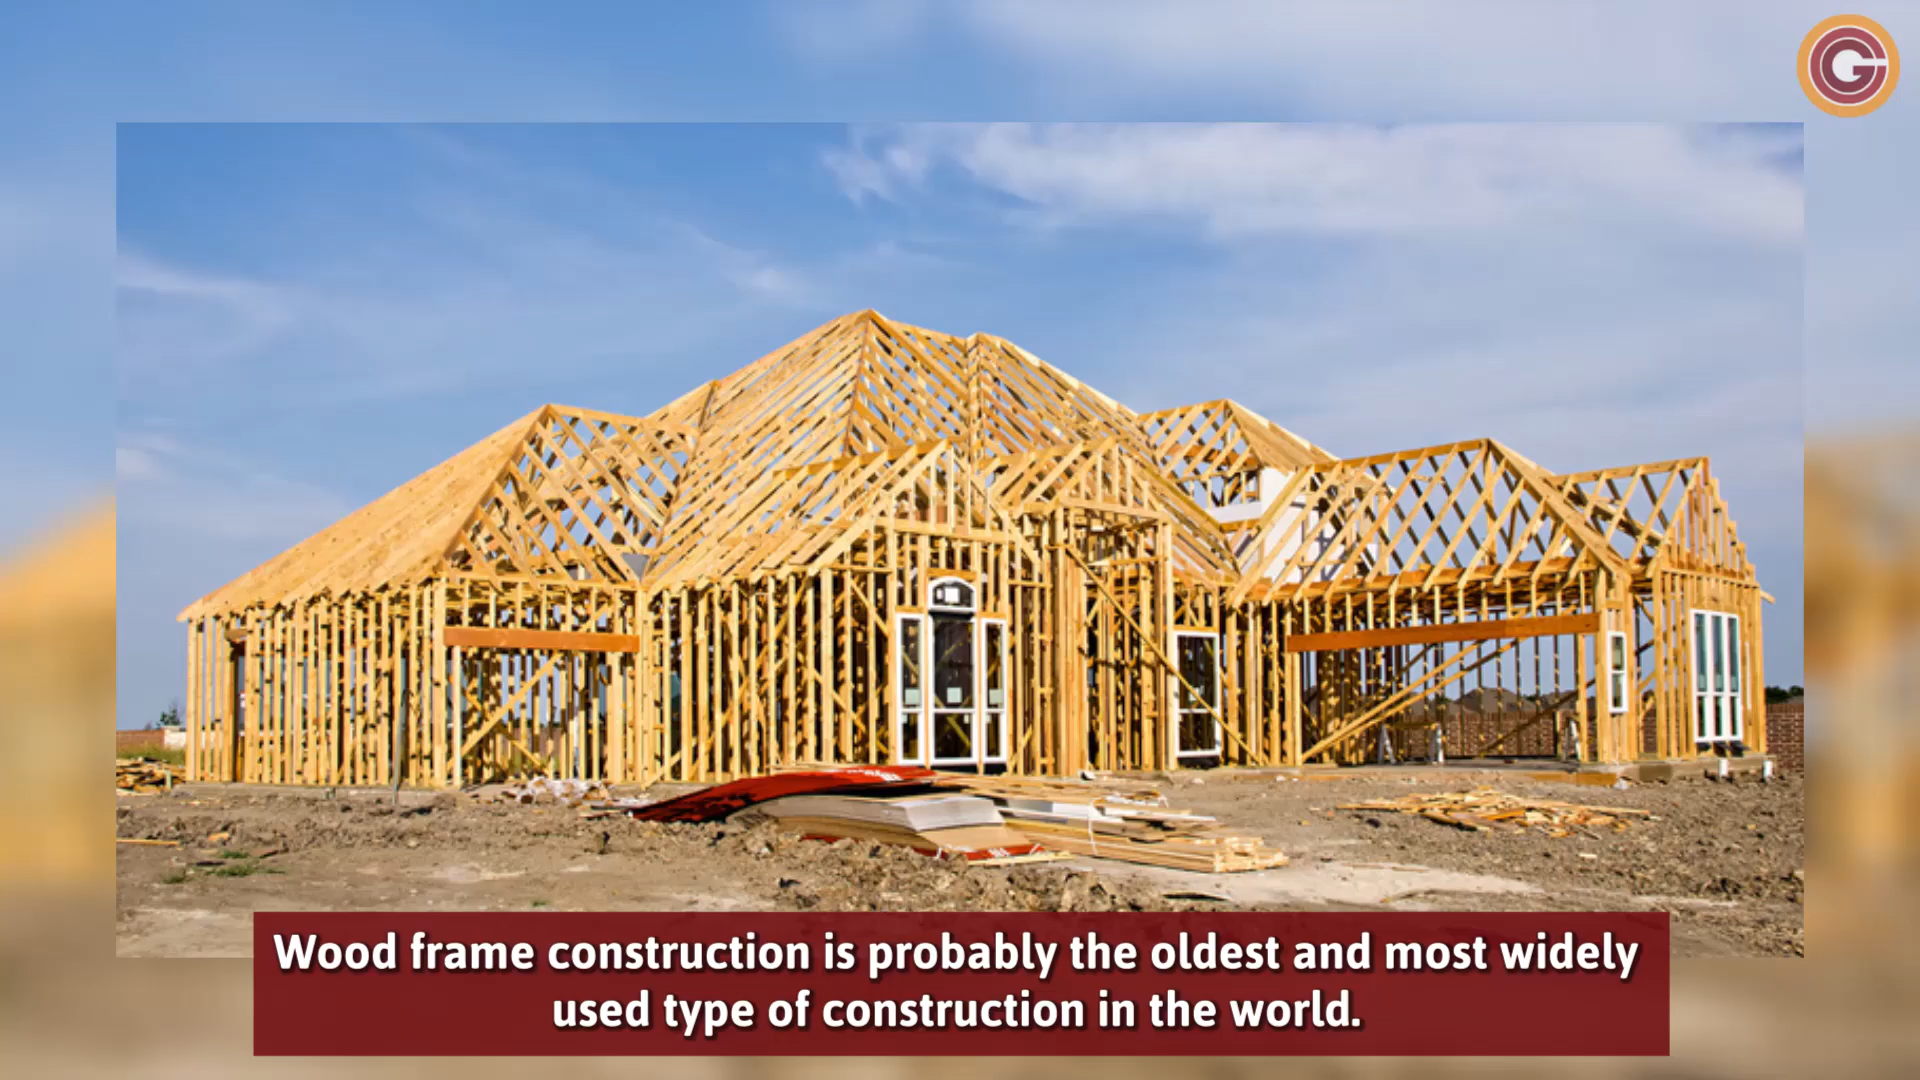 Wood frame construction is probably the oldest and most widely
used type of construction in the world.